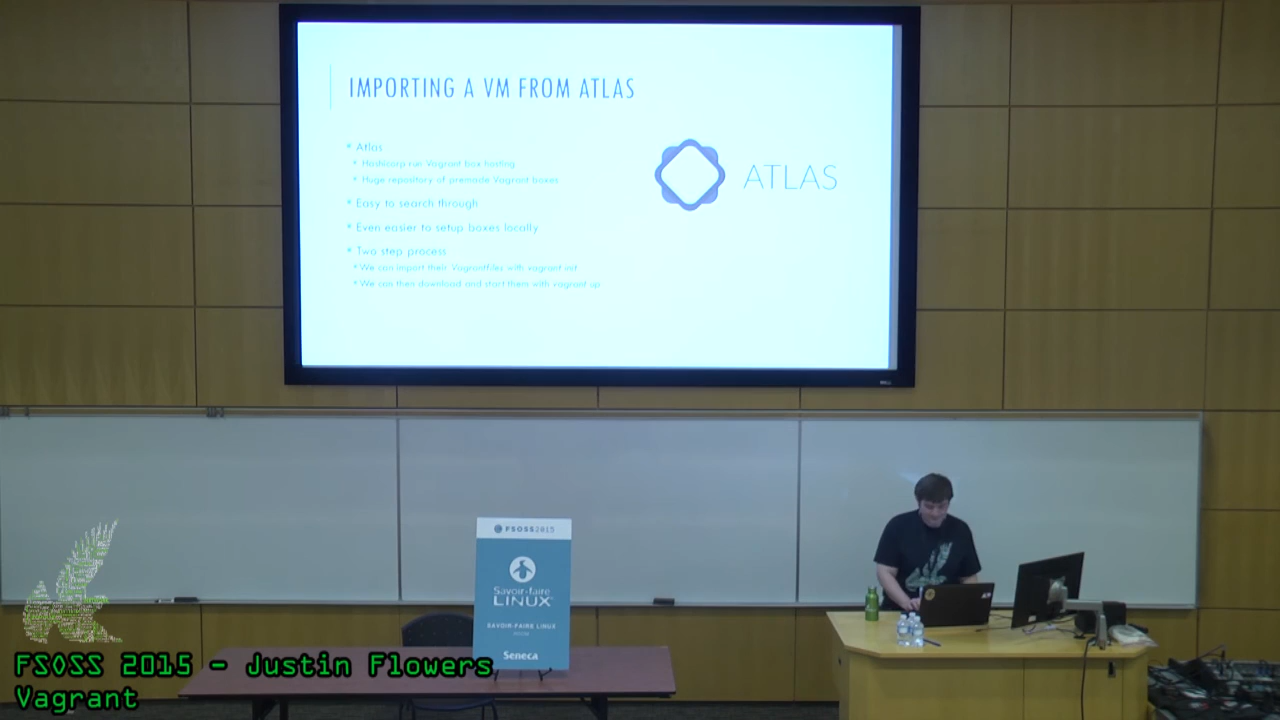 IMPORTING A VM FROM ATLAS
* Atlas
* Hashicorp run Vagrant box hosting
* Huge repository of premade Vagrant boxes
* Easy to search through
* Even easier to setup boxes locally
* Two step process
* We can import their Vagrantfiles with vagrant init
* We can then download and start them with vagrant up
ATLAS
DELL
FSOSS2015
Savoir-faire
LINUX
SAVOIR-FAIRE LINUX
Seneca
FSOSS 2015 - Justin Flowers
Vagrant